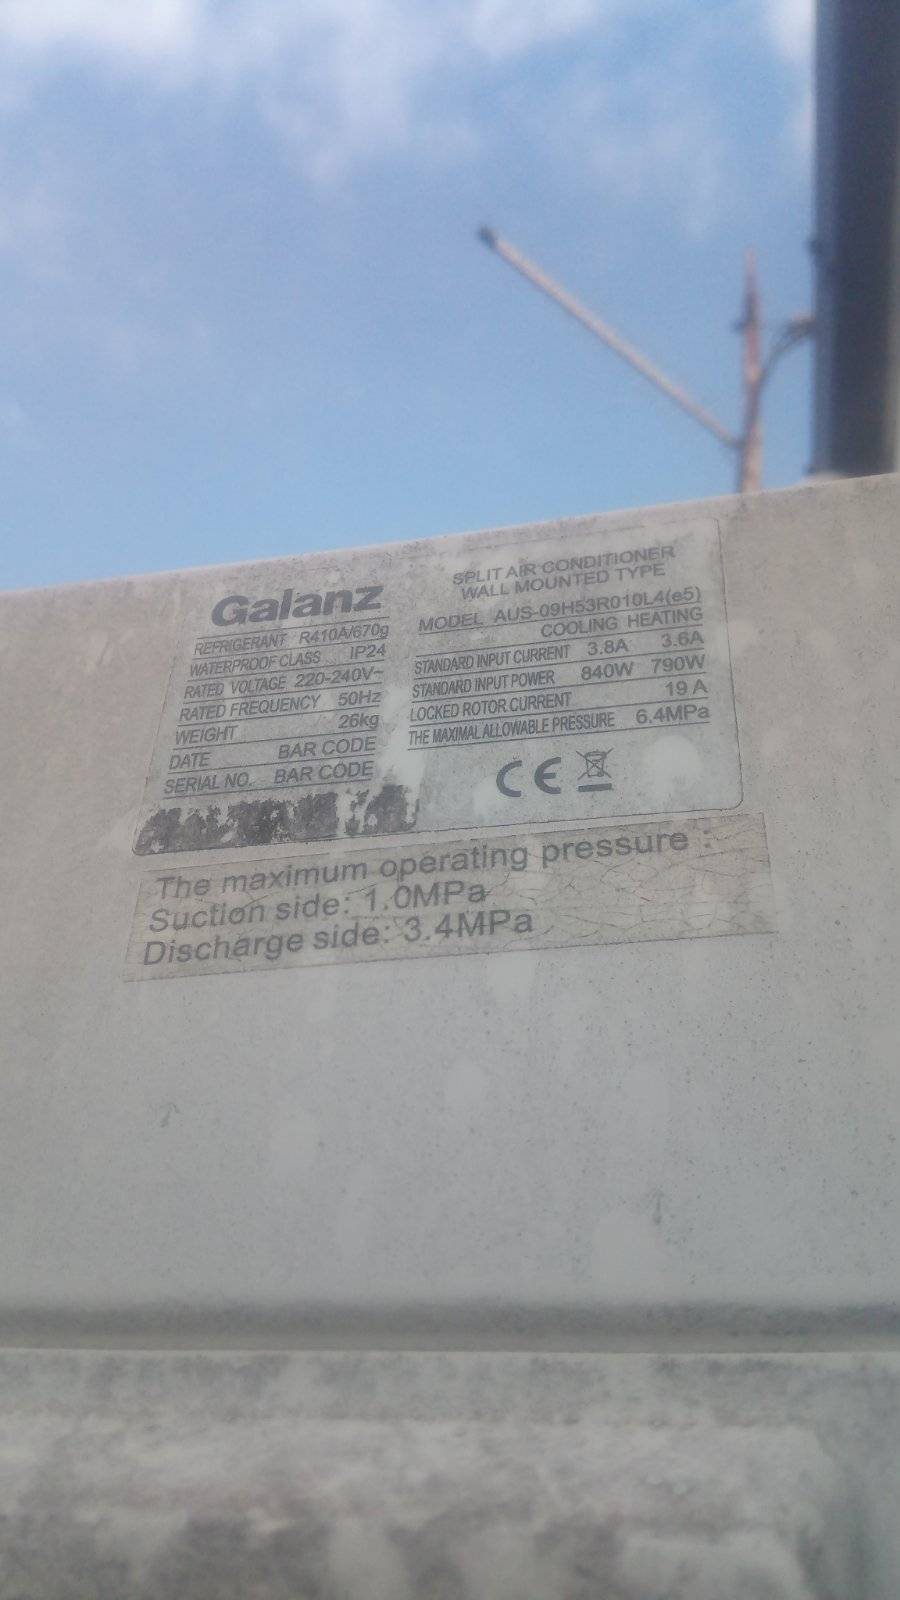 Galanz
REFRIGERANT R410A/670g
WATERPROOF CLASS IP24
RATED VOLTAGE 220-240V~
RATED FREQUENCY 50Hz
WEIGHT 26kg
DATE BAR CODE
SERIAL NO. BAR CODE
SPLIT AIR CONDITIONER
WALL MOUNTED TYPE
MODEL AUS-09H53R010L4(e5)
COOLING HEATING
STANDARD INPUT CURRENT 3.8A 3.6A
STANDARD INPUT POWER 840W 790W
LOCKED ROTOR CURRENT 19 A
THE MAXIMAL ALLOWABLE PRESSURE 6.4MPa
CE
The maximum operating pressure :
Suction side: 1.0MPa
Discharge side: 3.4MPa